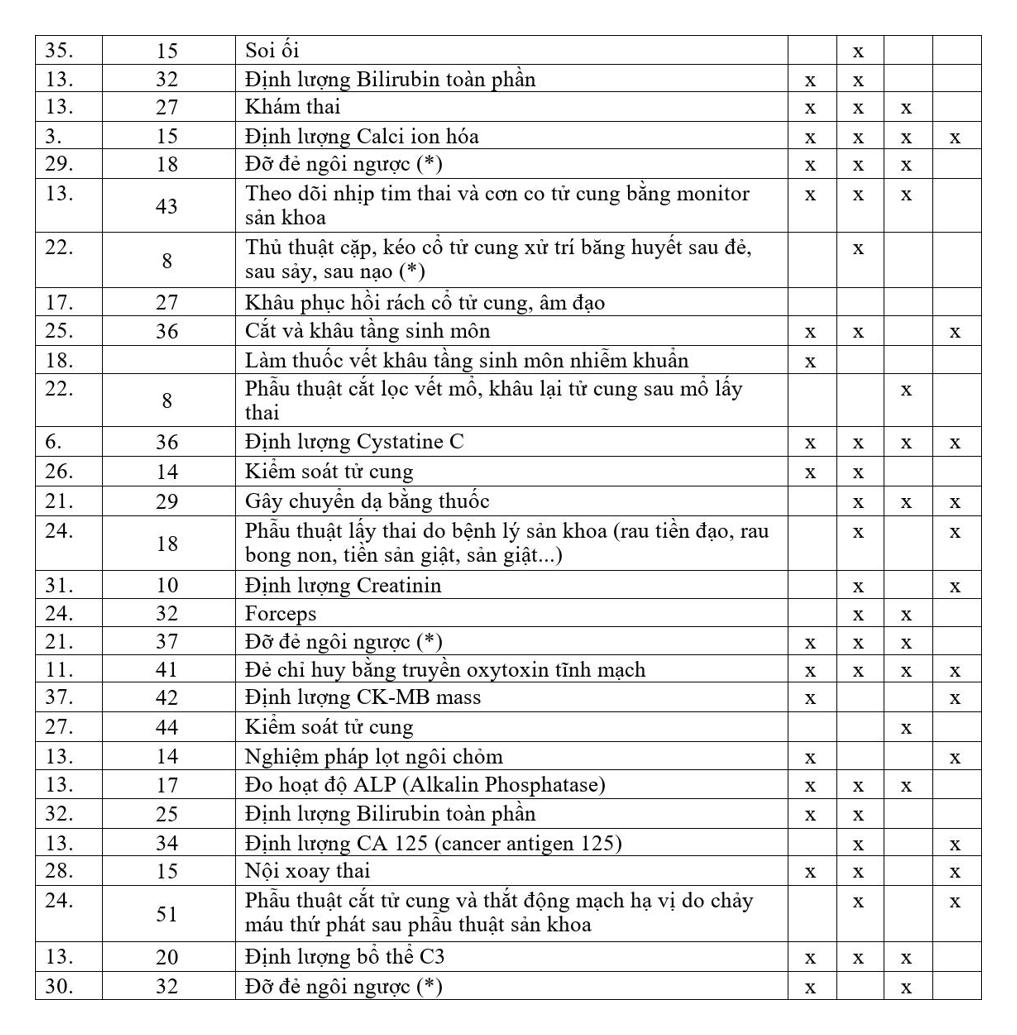 35. 15 Soi ối x
13. 32 Định lượng Bilirubin toàn phần x x
13. 27 Khám thai x x x
3. 15 Định lượng Calci ion hóa x x x x
29. 18 Đỡ đẻ ngôi ngược (*) x x x
13. 43 Theo dõi nhịp tim thai và cơn co tử cung bằng monitor x x x
sản khoa
22. 8 Thủ thuật cặp, kéo cổ tử cung xử trí băng huyết sau đẻ, x
sau sảy, sau nạo (*)
17. 27 Khâu phục hồi rách cổ tử cung, âm đạo
25. 36 Cắt và khâu tầng sinh môn x x x
18. Làm thuốc vết khâu tầng sinh môn nhiễm khuẩn x
22. 8 Phẫu thuật cắt lọc vết mổ, khâu lại tử cung sau mổ lấy x
thai
6. 36 Định lượng Cystatine C x x x x
26. 14 Kiểm soát tử cung x x
21. 29 Gây chuyển dạ bằng thuốc x x x
24. 18 Phẫu thuật lấy thai do bệnh lý sản khoa (rau tiền đạo, rau x x
bong non, tiền sản giật, sản giật...)
31. 10 Định lượng Creatinin x x
24. 32 Forceps x x
21. 37 Đỡ đẻ ngôi ngược (*) x x x
11. 41 Đẻ chỉ huy bằng truyền oxytoxin tĩnh mạch x x x x
37. 42 Định lượng CK-MB mass x x
27. 44 Kiểm soát tử cung x
13. 14 Nghiệm pháp lọt ngôi chỏm x x
13. 17 Đo hoạt độ ALP (Alkalin Phosphatase) x x x
32. 25 Định lượng Bilirubin toàn phần x x
13. 34 Định lượng CA 125 (cancer antigen 125) x x
28. 15 Nội xoay thai x x x
24. 51 Phẫu thuật cắt tử cung và thắt động mạch hạ vị do chảy x x
máu thứ phát sau phẫu thuật sản khoa
13. 20 Định lượng bổ thể C3 x x x
30. 32 Đỡ đẻ ngôi ngược (*) x x